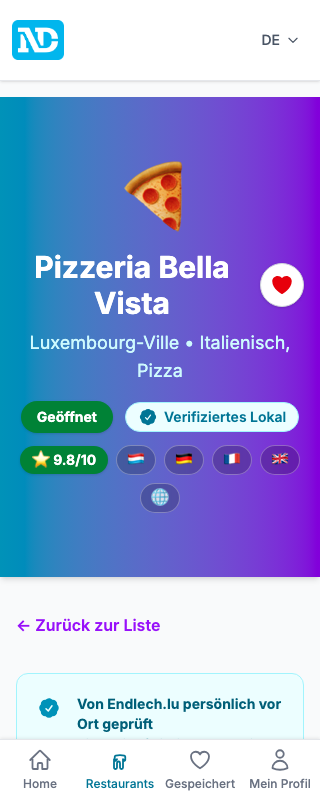 ND
DE
Pizzeria Bella
Vista
Luxembourg-Ville • Italienisch,
Pizza
Geöffnet
Verifiziertes Lokal
9.8/10
← Zurück zur Liste
Von Endlech.lu persönlich vor
Ort geprüft
Home
Restaurants
Gespeichert
Mein Profil